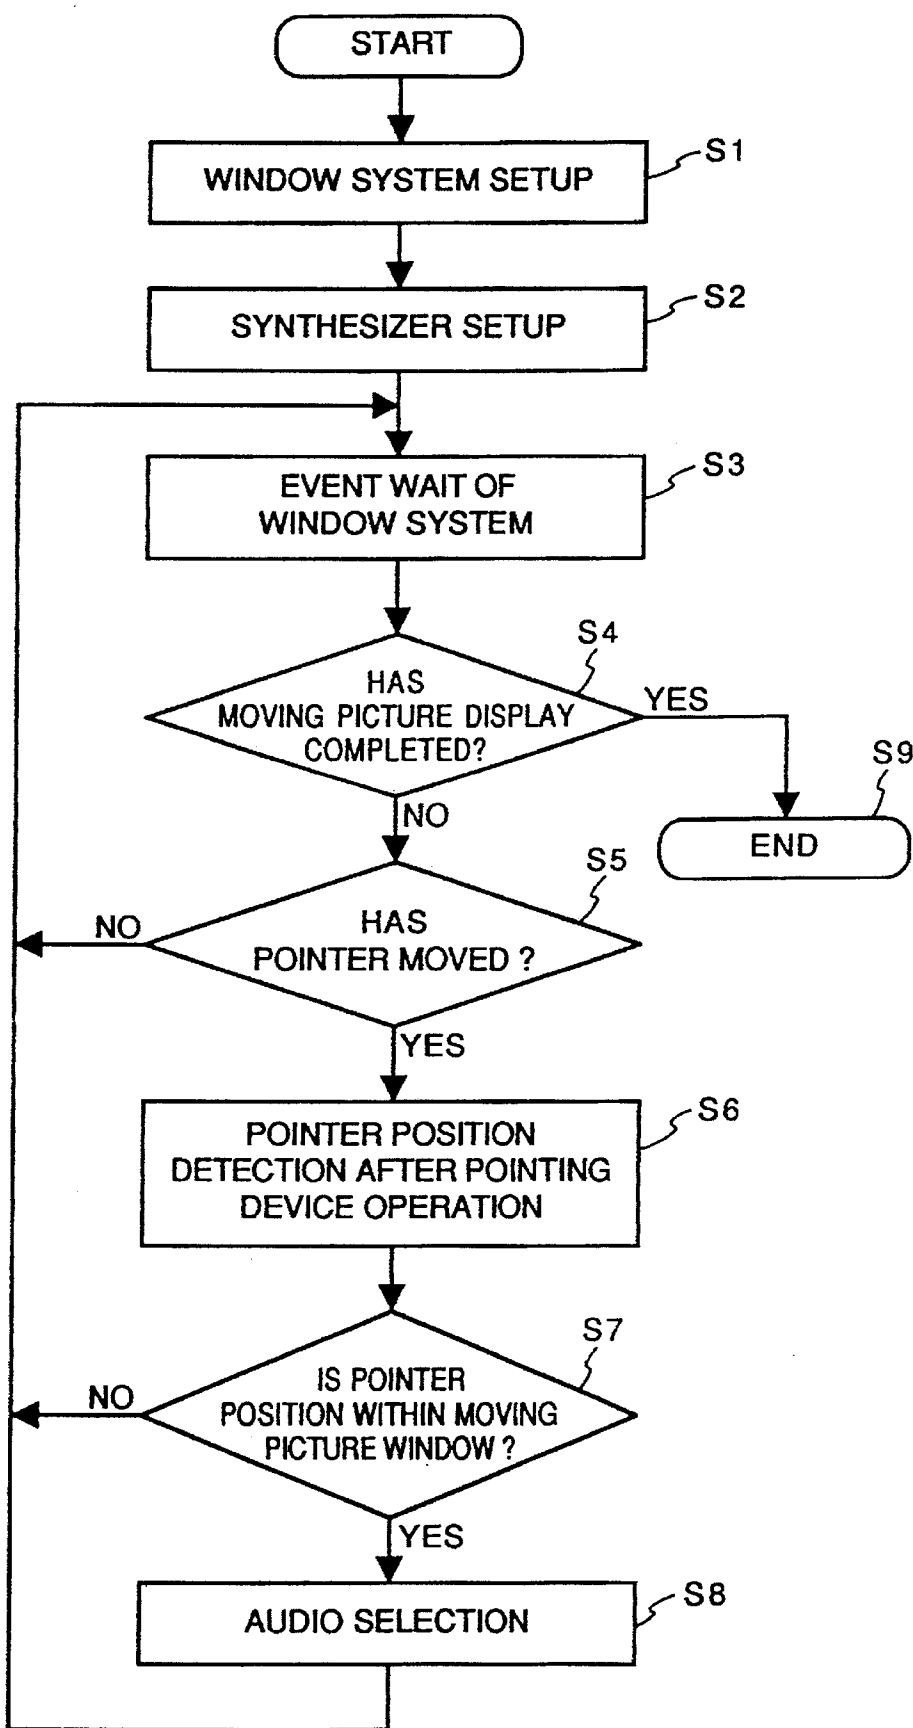 START
S1
WINDOW SYSTEM SETUP
S2
SYNTHESIZER SETUP
S3
EVENT WAIT OF
WINDOW SYSTEM
S4
HAS
MOVING PICTURE DISPLAY
COMPLETED?
YES
S9
END
NO
S5
HAS
POINTER MOVED ?
NO
YES
S6
POINTER POSITION
DETECTION AFTER POINTING
DEVICE OPERATION
S7
IS POINTER
POSITION WITHIN MOVING
PICTURE WINDOW ?
NO
YES
S8
AUDIO SELECTION